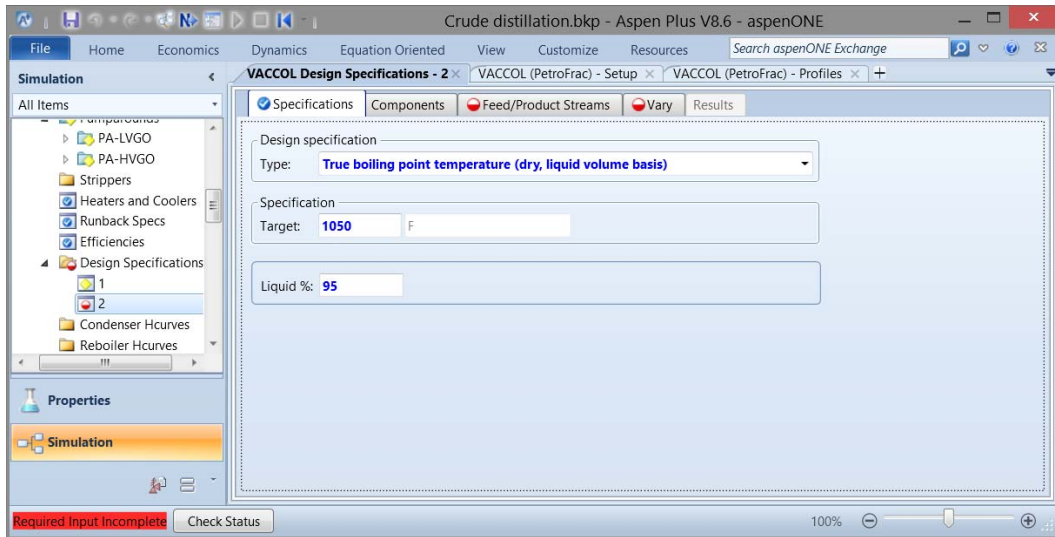 Crude distillation.bkp - Aspen Plus V8.6 - aspenONE
File Home Economics Dynamics Equation Oriented View Customize Resources Search aspenONE Exchange
Simulation
VACCOL Design Specifications - 2 VACCOL (PetroFrac) - Setup VACCOL (PetroFrac) - Profiles
All Items
Specifications Components Feed/Product Streams Vary Results
Pumparounds
PA-LVGO
PA-HVGO
Strippers
Heaters and Coolers
Runback Specs
Efficiencies
Design Specifications
1
2
Condenser Hcurves
Reboiler Hcurves
Design specification
Type: True boiling point temperature (dry, liquid volume basis)
Specification
Target: 1050 F
Liquid %: 95
Properties
Simulation
Required Input Incomplete Check Status 100%